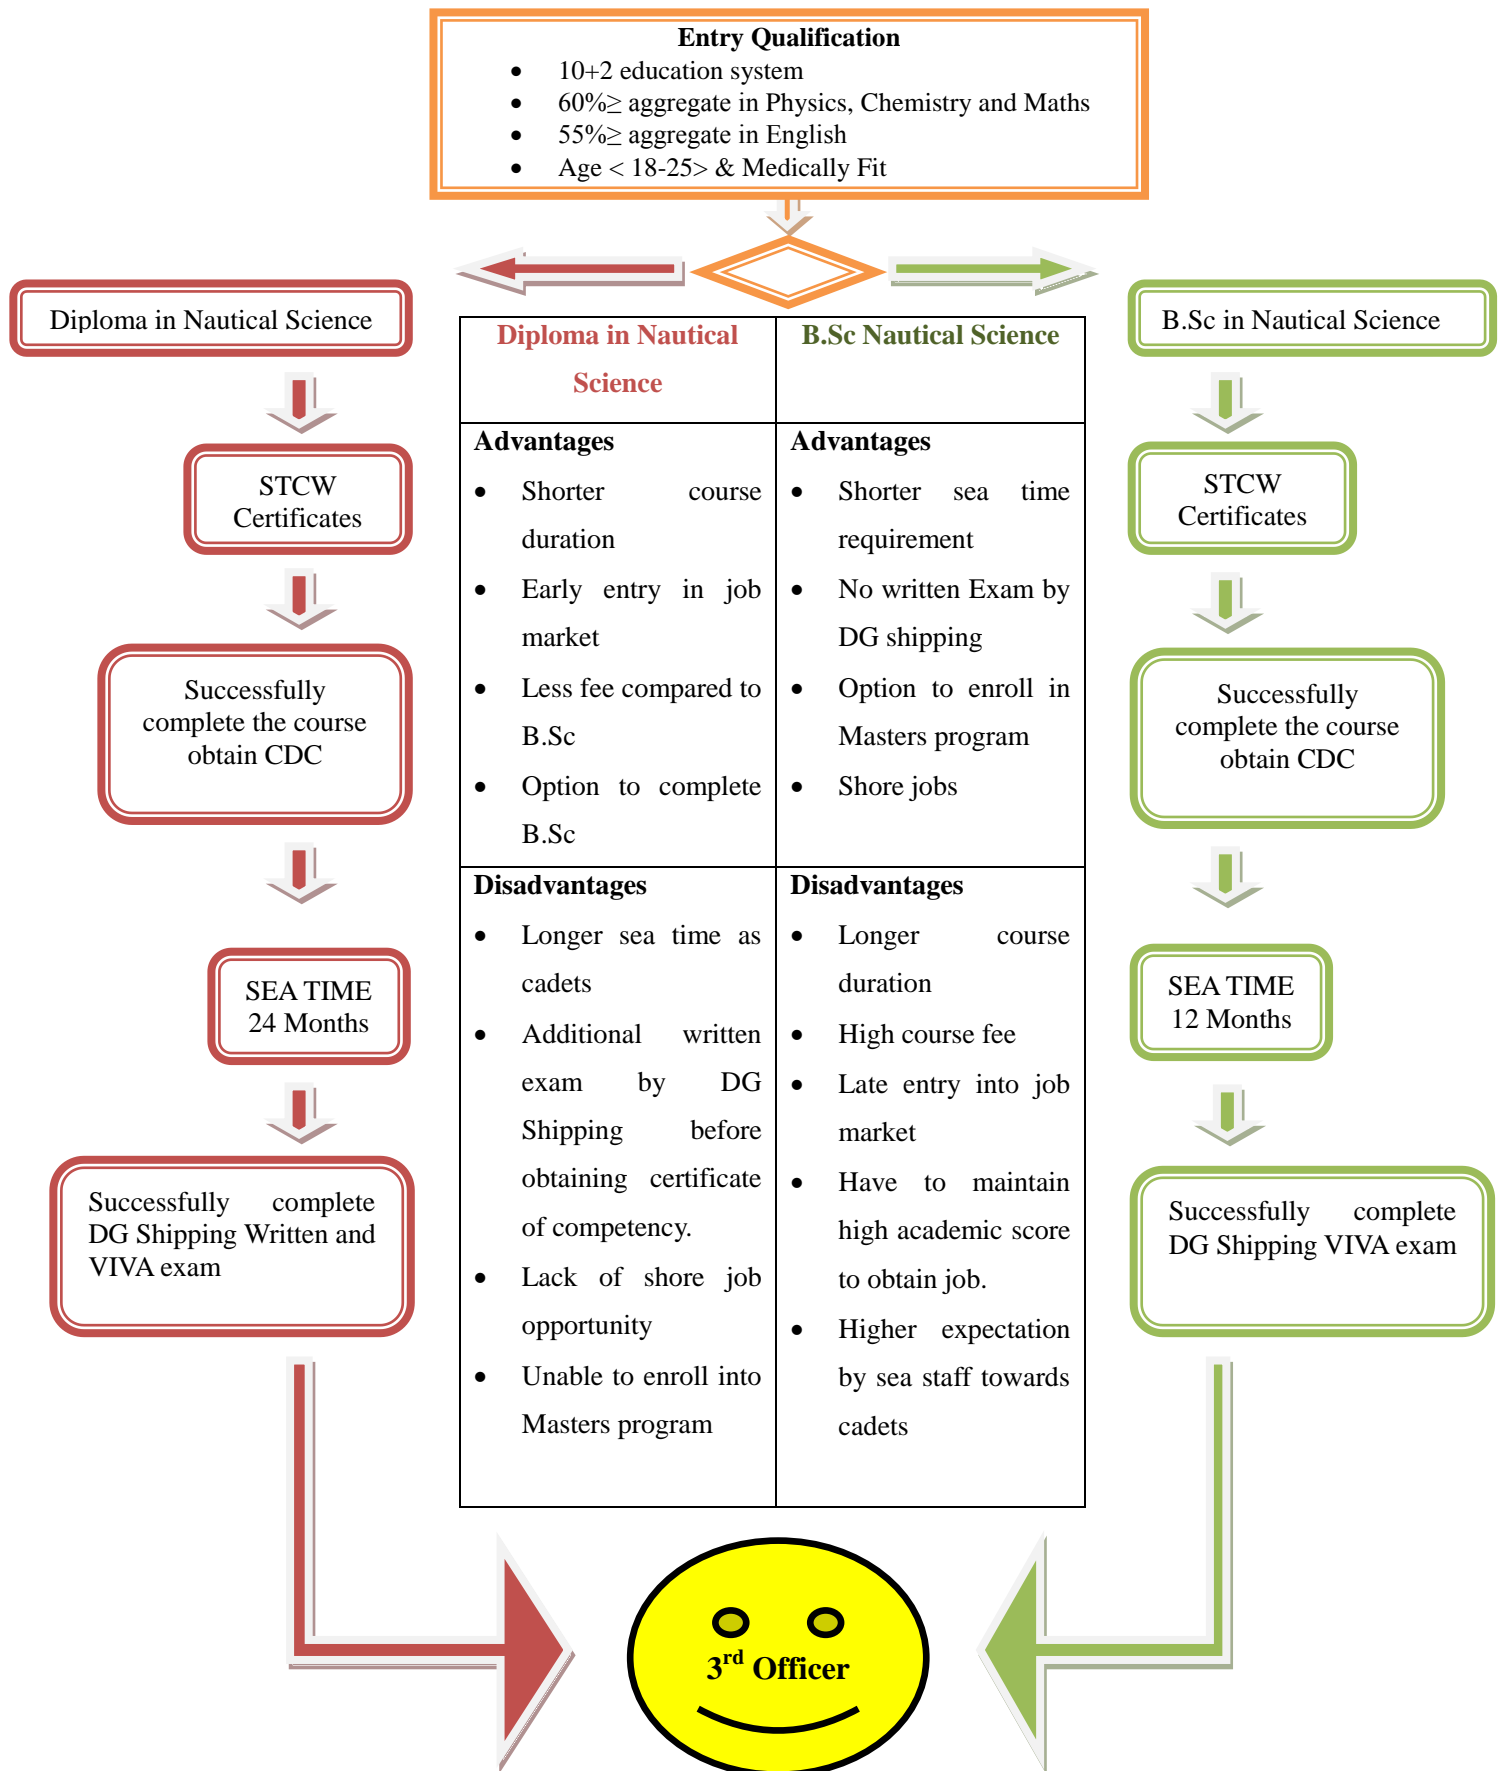 Entry Qualification
• 10+2 education system
• 60%≥ aggregate in Physics, Chemistry and Maths
• 55%≥ aggregate in English
• Age < 18-25> & Medically Fit
Diploma in Nautical Science
STCW
Certificates
Successfully
complete the course
obtain CDC
SEA TIME
24 Months
Successfully complete
DG Shipping Written and
VIVA exam
Diploma in Nautical
Science
Advantages
• Shorter course
duration
• Early entry in job
market
• Less fee compared to
B.Sc
• Option to complete
B.Sc
Disadvantages
• Longer sea time as
cadets
• Additional written
exam by DG
Shipping before
obtaining certificate
of competency.
• Lack of shore job
opportunity
• Unable to enroll into
Masters program
B.Sc Nautical Science
Advantages
• Shorter sea time
requirement
• No written Exam by
DG shipping
• Option to enroll in
Masters program
• Shore jobs
Disadvantages
• Longer course
duration
• High course fee
• Late entry into job
market
• Have to maintain
high academic score
to obtain job.
• Higher expectation
by sea staff towards
cadets
B.Sc in Nautical Science
STCW
Certificates
Successfully
complete the course
obtain CDC
SEA TIME
12 Months
Successfully complete
DG Shipping VIVA exam
3rd Officer